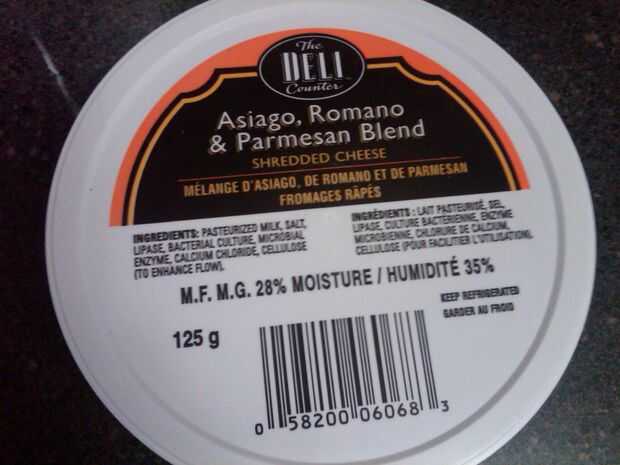 The
DELI
Counter
Asiago, Romano
& Parmesan Blend
SHREDDED CHEESE
MÉLANGE D'ASIAGO, DE ROMANO ET DE PARMESAN
FROMAGES RÂPÉS
INGREDIENTS: PASTEURIZED MILK, SALT,
LIPASE, BACTERIAL CULTURE, MICROBIAL
ENZYME, CALCIUM CHLORIDE, CELLULOSE
(TO ENHANCE FLOW).
INGRÉDIENTS : LAIT PASTEURISÉ, SEL,
LIPASE, CULTURE BACTÉRIENNE, ENZYME
MICROBIENNE, CHLORURE DE CALCIUM,
CELLULOSE (POUR FACILITIER L'UTILISATION).
M.F. M.G. 28% MOISTURE / HUMIDITÉ 35%
KEEP REFRIGERATED
GARDER AU FROID
125 g
0 58200 06068 3